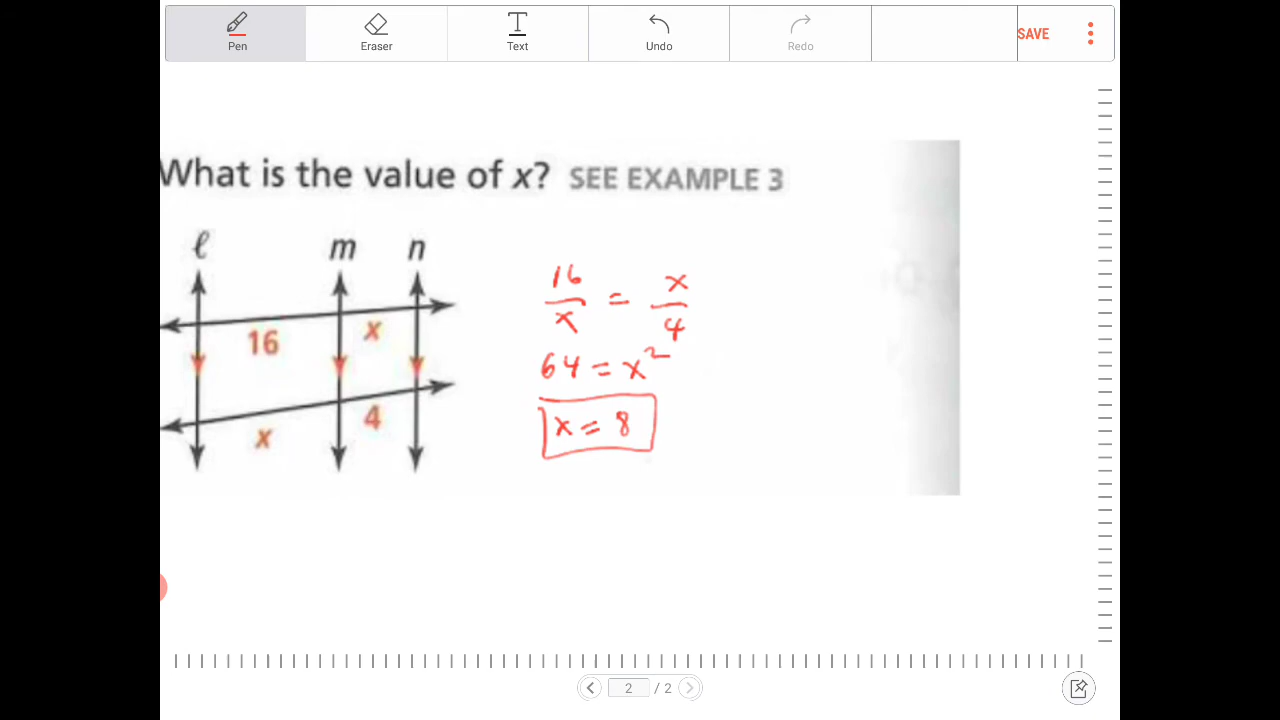 Pen Eraser Text Undo Redo SAVE
What is the value of x? SEE EXAMPLE 3
ℓ m n
16 x
x 4
16/x = x/4
64 = x²
x = 8
2 / 2